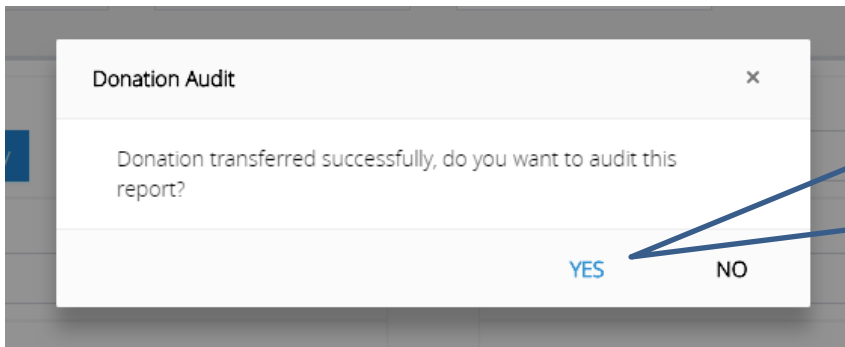 Donation Audit ×
Donation transferred successfully, do you want to audit this
report?
YES NO